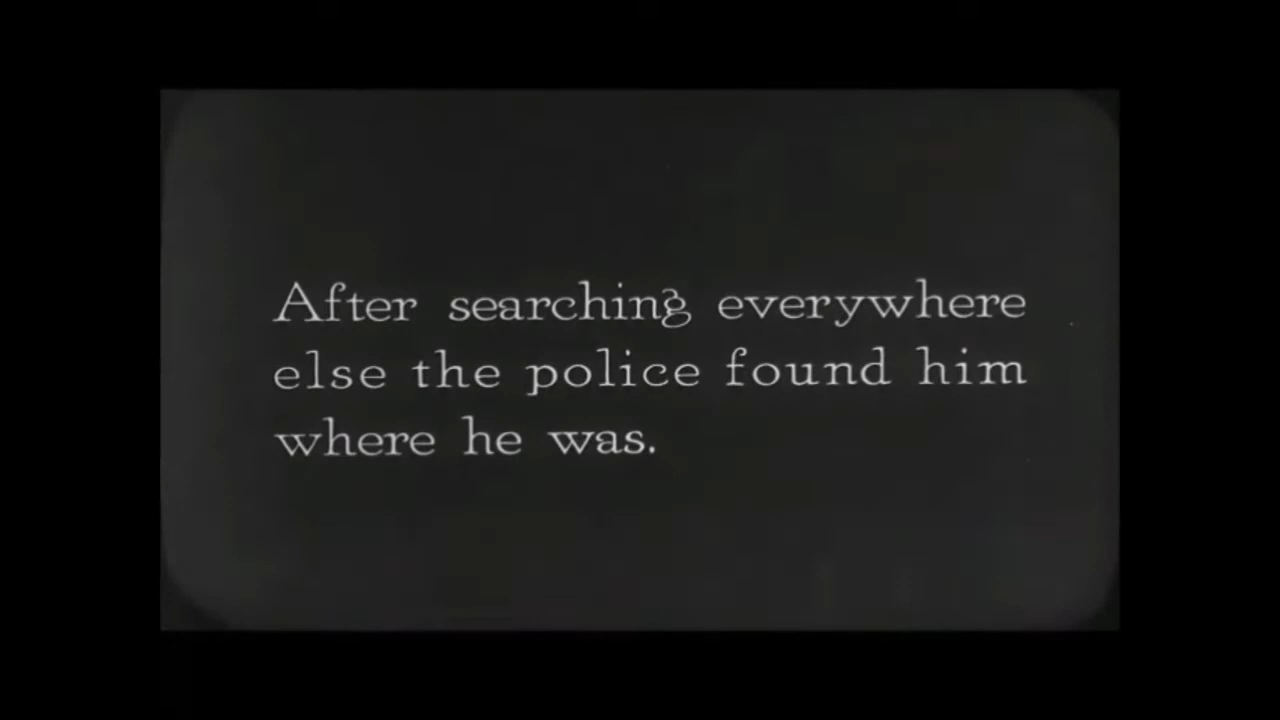 After searching everywhere
else the police found him
where he was.